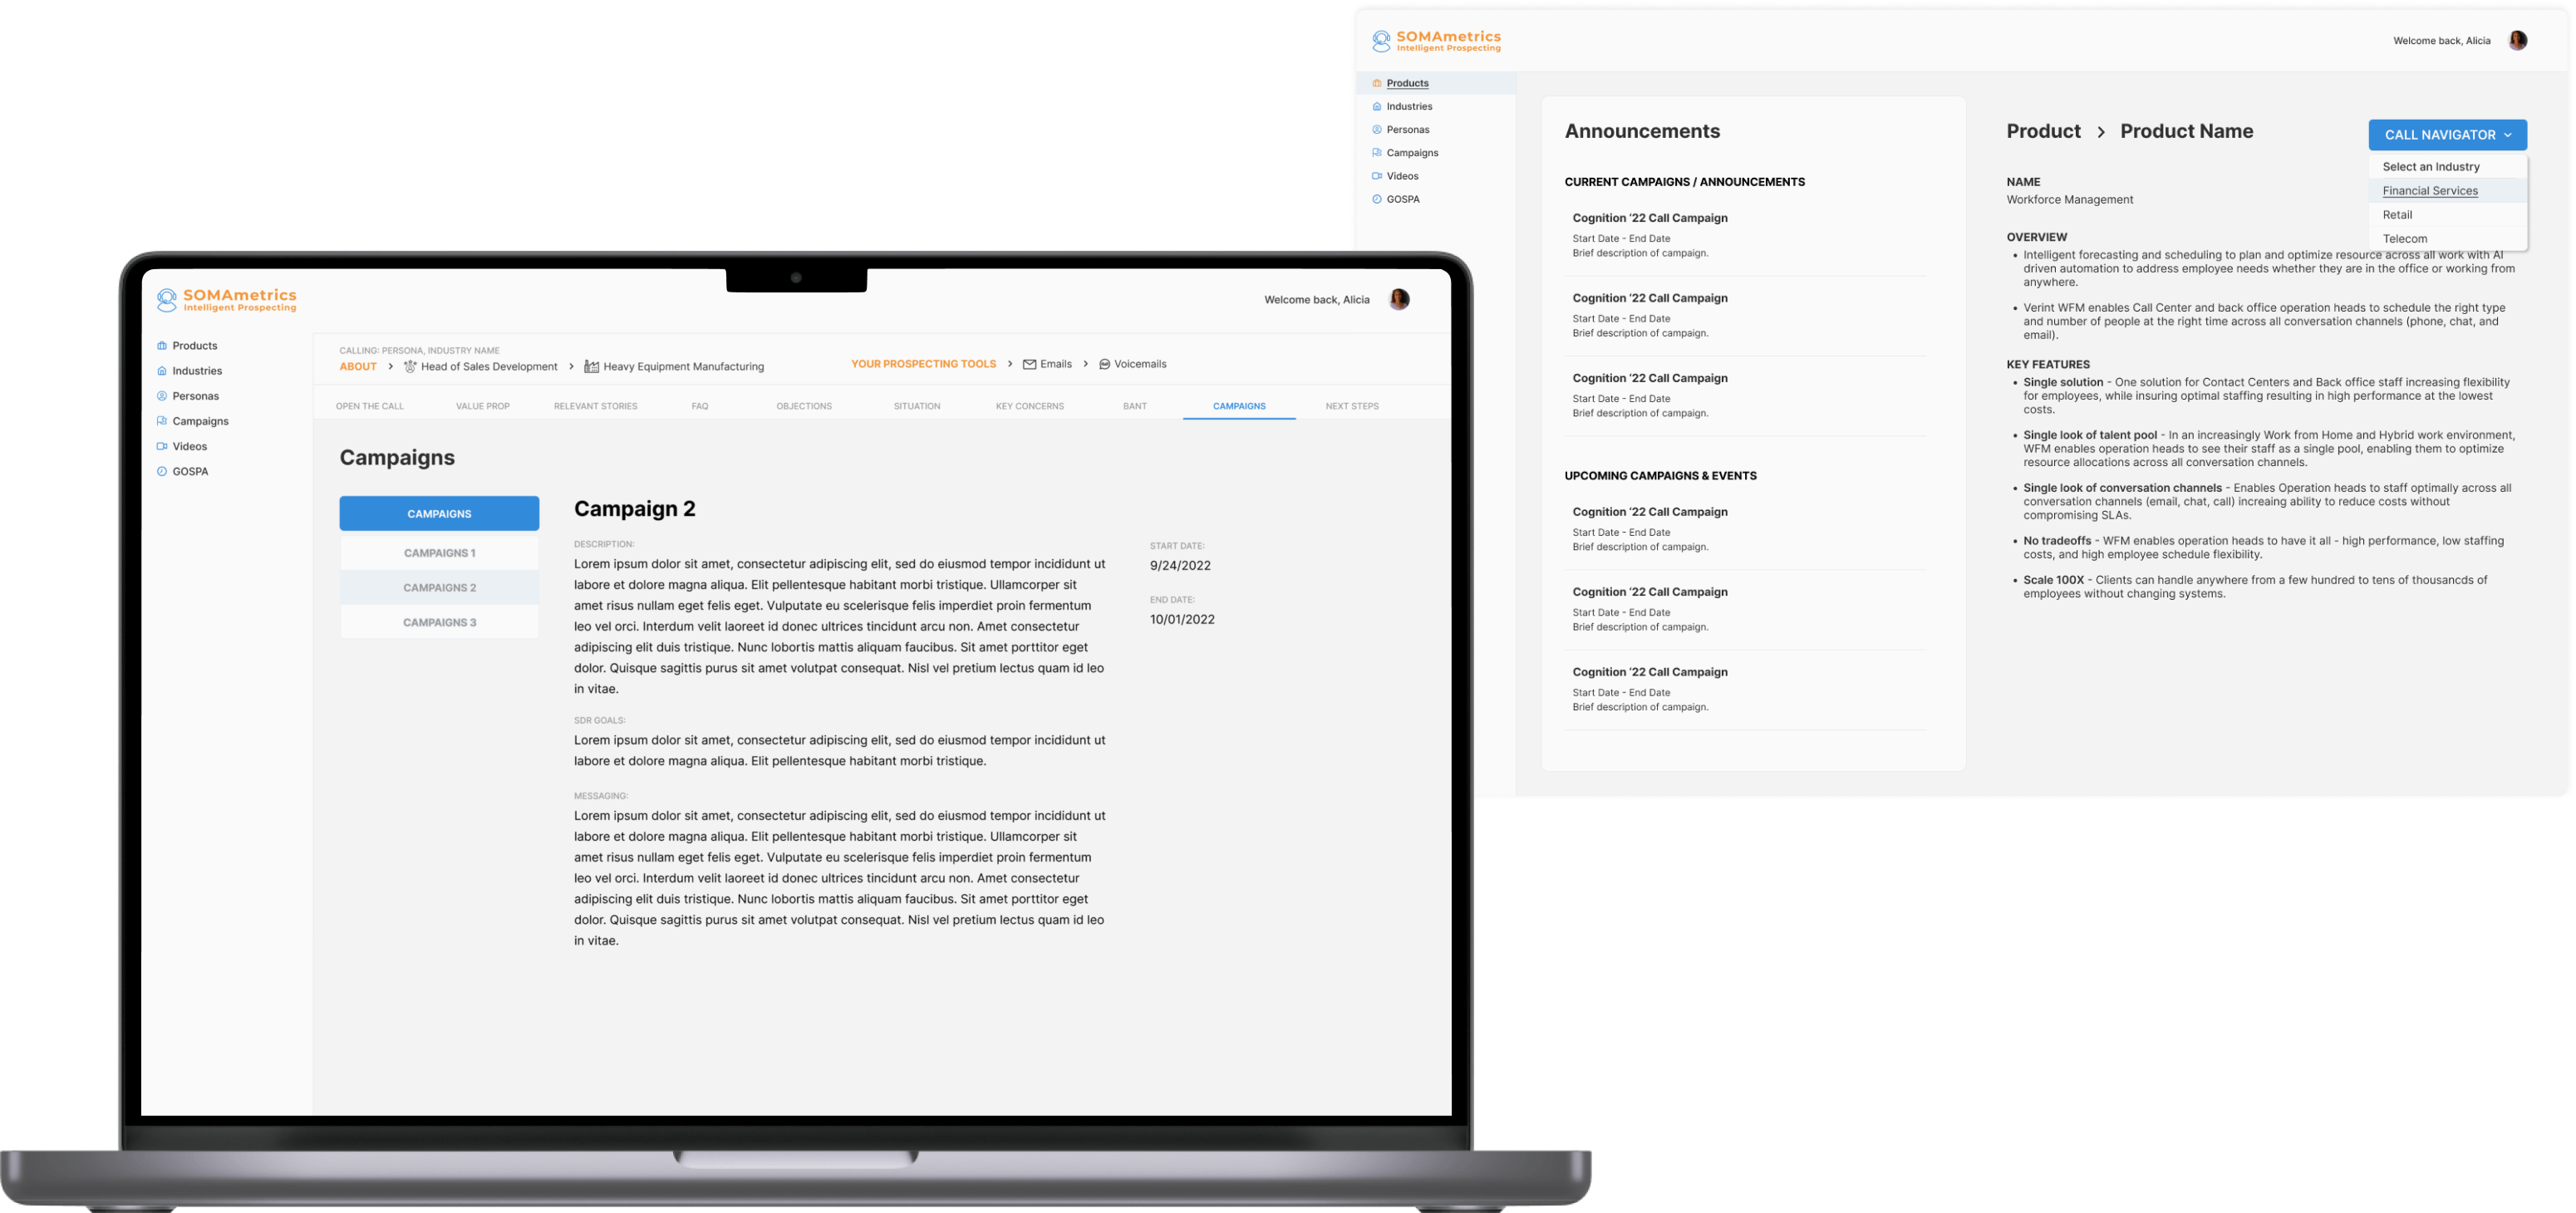 SOMAmetrics
Intelligent Prospecting
Welcome back, Alicia
Products
Industries
Personas
Campaigns
Videos
GOSPA
Announcements
CURRENT CAMPAIGNS / ANNOUNCEMENTS
Cognition ‘22 Call Campaign
Start Date - End Date
Brief description of campaign.
Cognition ‘22 Call Campaign
Start Date - End Date
Brief description of campaign.
Cognition ‘22 Call Campaign
Start Date - End Date
Brief description of campaign.
UPCOMING CAMPAIGNS & EVENTS
Cognition ‘22 Call Campaign
Start Date - End Date
Brief description of campaign.
Cognition ‘22 Call Campaign
Start Date - End Date
Brief description of campaign.
Cognition ‘22 Call Campaign
Start Date - End Date
Brief description of campaign.
Product > Product Name
CALL NAVIGATOR
Select an Industry
Financial Services
Retail
Telecom
NAME
Workforce Management
OVERVIEW
• Intelligent forecasting and scheduling to plan and optimize resource across all work with AI
driven automation to address employee needs whether they are in the office or working from
anywhere.
• Verint WFM enables Call Center and back office operation heads to schedule the right type
and number of people at the right time across all conversation channels (phone, chat, and
email).
KEY FEATURES
• Single solution - One solution for Contact Centers and Back office staff increasing flexibility
for employees, while insuring optimal staffing resulting in high performance at the lowest
costs.
• Single look of talent pool - In an increasingly Work from Home and Hybrid work environment,
WFM enables operation heads to see their staff as a single pool, enabling them to optimize
resource allocations across all conversation channels.
• Single look of conversation channels - Enables Operation heads to staff optimally across all
conversation channels (email, chat, call) increaing ability to reduce costs without
compromising SLAs.
• No tradeoffs - WFM enables operation heads to have it all - high performance, low staffing
costs, and high employee schedule flexibility.
• Scale 100X - Clients can handle anywhere from a few hundred to tens of thousancds of
employees without changing systems.
SOMAmetrics
Intelligent Prospecting
Welcome back, Alicia
Products
Industries
Personas
Campaigns
Videos
GOSPA
CALLING: PERSONA, INDUSTRY NAME
ABOUT > Head of Sales Development > Heavy Equipment Manufacturing
YOUR PROSPECTING TOOLS > Emails > Voicemails
OPEN THE CALL VALUE PROP RELEVANT STORIES FAQ OBJECTIONS SITUATION KEY CONCERNS BANT CAMPAIGNS NEXT STEPS
Campaigns
CAMPAIGNS
CAMPAIGNS 1
CAMPAIGNS 2
CAMPAIGNS 3
Campaign 2
DESCRIPTION:
Lorem ipsum dolor sit amet, consectetur adipiscing elit, sed do eiusmod tempor incididunt ut
labore et dolore magna aliqua. Elit pellentesque habitant morbi tristique. Ullamcorper sit
amet risus nullam eget felis eget. Vulputate eu scelerisque felis imperdiet proin fermentum
leo vel orci. Interdum velit laoreet id donec ultrices tincidunt arcu non. Amet consectetur
adipiscing elit duis tristique. Nunc lobortis mattis aliquam faucibus. Sit amet porttitor eget
dolor. Quisque sagittis purus sit amet volutpat consequat. Nisl vel pretium lectus quam id leo
in vitae.
SDR GOALS:
Lorem ipsum dolor sit amet, consectetur adipiscing elit, sed do eiusmod tempor incididunt ut
labore et dolore magna aliqua. Elit pellentesque habitant morbi tristique.
MESSAGING:
Lorem ipsum dolor sit amet, consectetur adipiscing elit, sed do eiusmod tempor incididunt ut
labore et dolore magna aliqua. Elit pellentesque habitant morbi tristique. Ullamcorper sit
amet risus nullam eget felis eget. Vulputate eu scelerisque felis imperdiet proin fermentum
leo vel orci. Interdum velit laoreet id donec ultrices tincidunt arcu non. Amet consectetur
adipiscing elit duis tristique. Nunc lobortis mattis aliquam faucibus. Sit amet porttitor eget
dolor. Quisque sagittis purus sit amet volutpat consequat. Nisl vel pretium lectus quam id leo
in vitae.
START DATE:
9/24/2022
END DATE:
10/01/2022